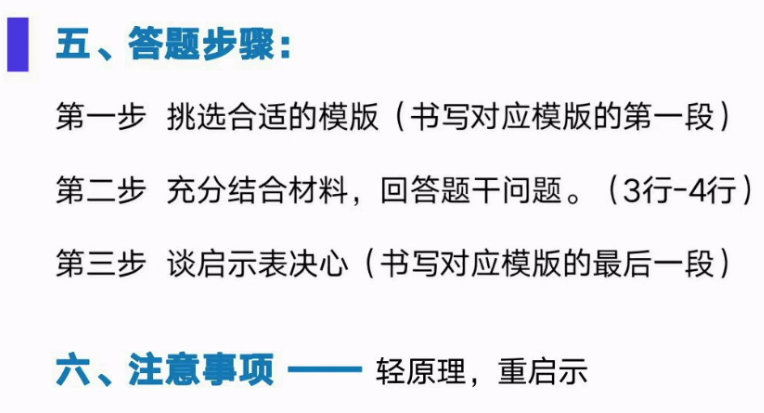 五、答题步骤：
第一步 挑选合适的模版（书写对应模版的第一段）
第二步 充分结合材料，回答题干问题。（3行-4行）
第三步 谈启示表决心（书写对应模版的最后一段）
六、注意事项 —— 轻原理，重启示